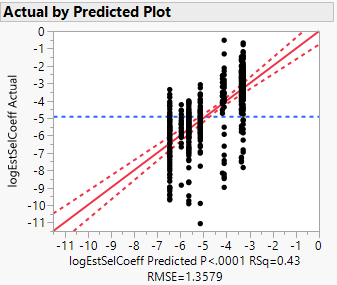 Actual by Predicted Plot
logEstSelCoeff Actual
0
-1
-2
-3
-4
-5
-6
-7
-8
-9
-10
-11
-11 -10 -9 -8 -7 -6 -5 -4 -3 -2 -1 0
logEstSelCoeff Predicted P<.0001 RSq=0.43
RMSE=1.3579